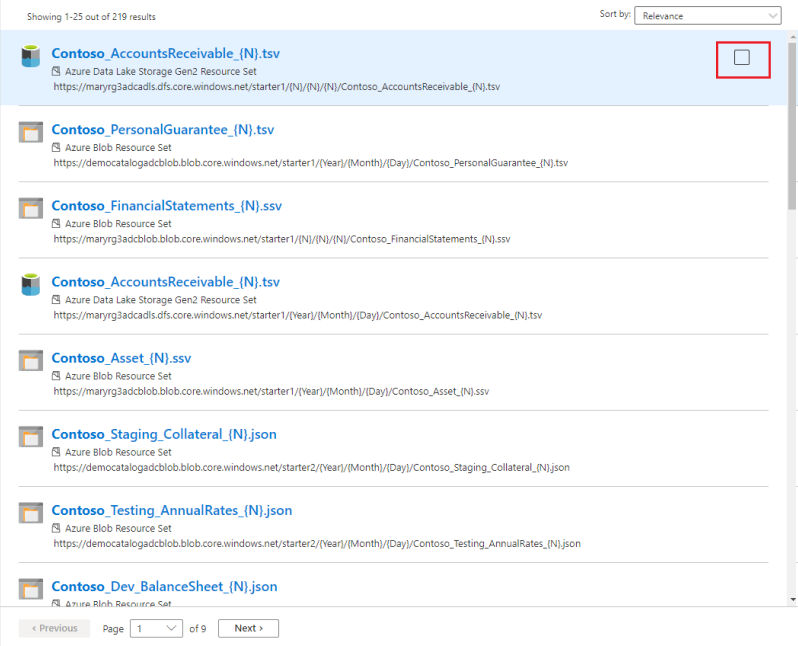 Showing 1-25 out of 219 results
Sort by: Relevance
Contoso_AccountsReceivable_{N}.tsv
Azure Data Lake Storage Gen2 Resource Set
https://maryrg3adcadls.dfs.core.windows.net/starter1/{N}/{N}/{N}/Contoso_AccountsReceivable_{N}.tsv
Contoso_PersonalGuarantee_{N}.tsv
Azure Blob Resource Set
https://democatalogadcblob.blob.core.windows.net/starter1/{Year}/{Month}/{Day}/Contoso_PersonalGuarantee_{N}.tsv
Contoso_FinancialStatements_{N}.ssv
Azure Blob Resource Set
https://maryrg3adcblob.blob.core.windows.net/starter1/{N}/{N}/{N}/Contoso_FinancialStatements_{N}.ssv
Contoso_AccountsReceivable_{N}.tsv
Azure Data Lake Storage Gen2 Resource Set
https://maryrg3adcadls.dfs.core.windows.net/starter1/{Year}/{Month}/{Day}/Contoso_AccountsReceivable_{N}.tsv
Contoso_Asset_{N}.ssv
Azure Blob Resource Set
https://maryrg3adcblob.blob.core.windows.net/starter1/{Year}/{Month}/{Day}/Contoso_Asset_{N}.ssv
Contoso_Staging_Collateral_{N}.json
Azure Blob Resource Set
https://democatalogadcblob.blob.core.windows.net/starter2/{Year}/{Month}/{Day}/Contoso_Staging_Collateral_{N}.json
Contoso_Testing_AnnualRates_{N}.json
Azure Blob Resource Set
https://democatalogadcblob.blob.core.windows.net/starter2/{Year}/{Month}/{Day}/Contoso_Testing_AnnualRates_{N}.json
Contoso_Dev_BalanceSheet_{N}.json
Azure Blob Resource Set
‹ Previous Page 1 of 9 Next ›